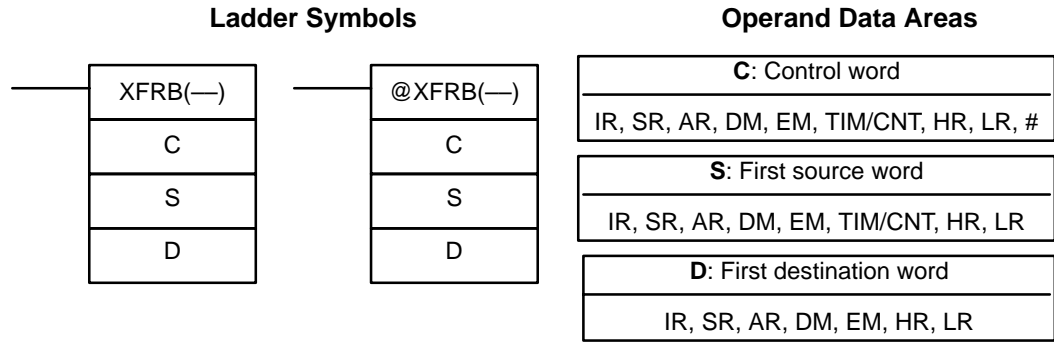 Ladder Symbols
Operand Data Areas
XFRB(––)
C
S
D
@XFRB(––)
C
S
D
C: Control word
IR, SR, AR, DM, EM, TIM/CNT, HR, LR, #
S: First source word
IR, SR, AR, DM, EM, TIM/CNT, HR, LR
D: First destination word
IR, SR, AR, DM, EM, HR, LR